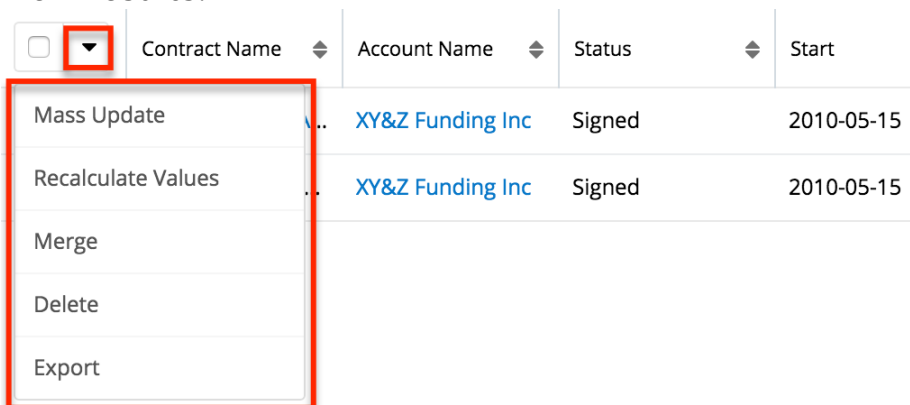 Contract Name Account Name Status Start
Mass Update XY&Z Funding Inc Signed 2010-05-15
Recalculate Values XY&Z Funding Inc Signed 2010-05-15
Merge
Delete
Export